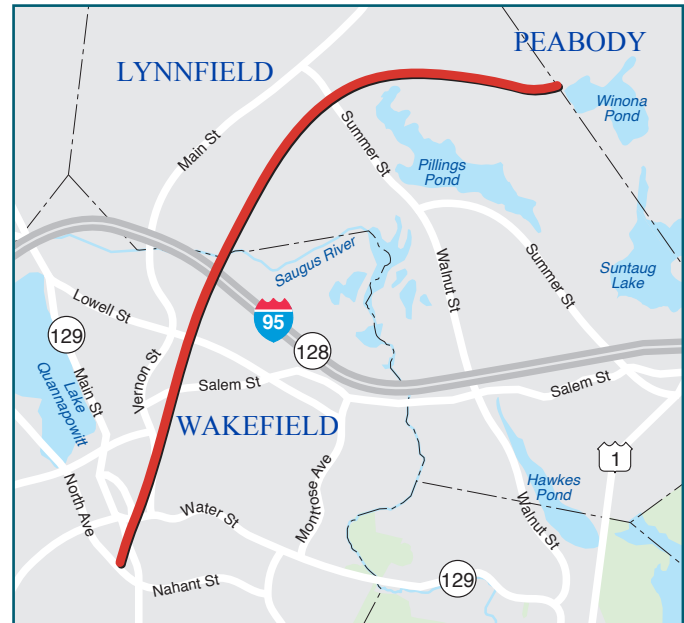 PEABODY
LYNNFIELD
Winona
Pond
Main St
Summer St
Pillings
Pond
Saugus River
Walnut St
Summer St
Suntaug
Lake
Lowell St
95
129
128
Main St
Lake
Quannapowitt
Vernon St
Salem St
Salem St
WAKEFIELD
1
North Ave
Montrose Ave
Hawkes
Pond
Water St
Walnut St
129
Nahant St